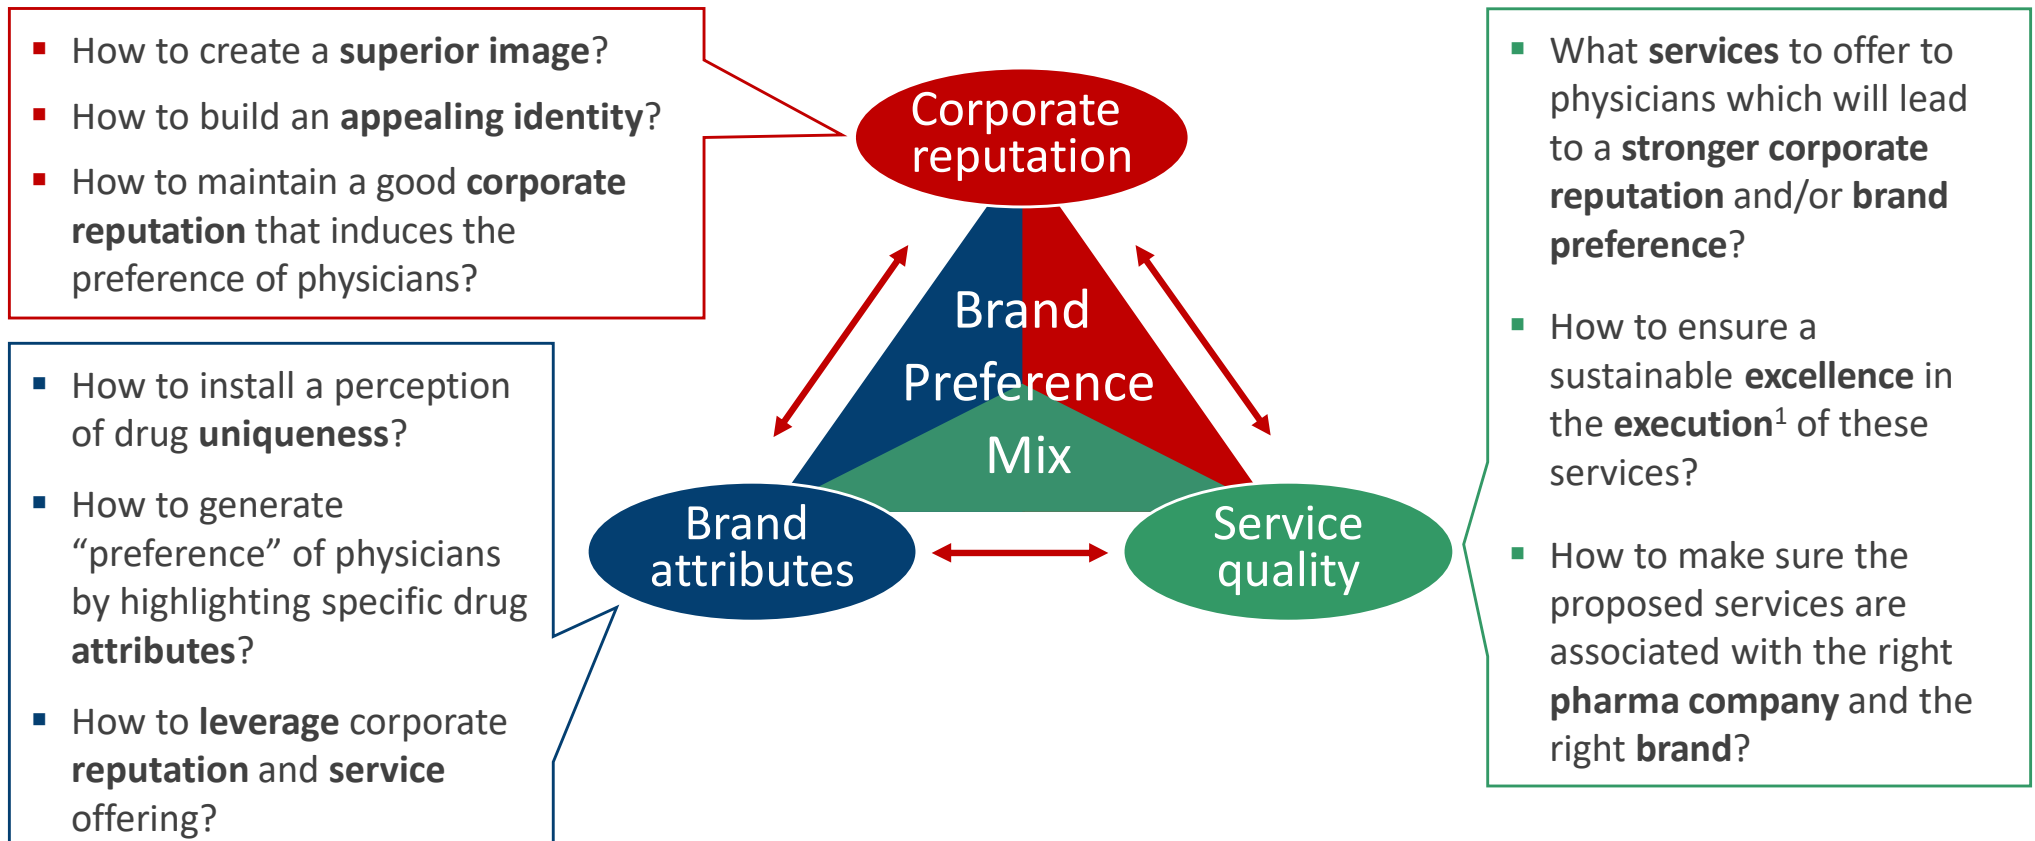 ▪ How to create a superior image?
▪ How to build an appealing identity?
▪ How to maintain a good corporate
reputation that induces the
preference of physicians?
▪ How to install a perception
of drug uniqueness?
▪ How to generate
“preference” of physicians
by highlighting specific drug
attributes?
▪ How to leverage corporate
reputation and service
offering?
Corporate
reputation
Brand
Preference
Mix
Brand
attributes
Service
quality
▪ What services to offer to
physicians which will lead
to a stronger corporate
reputation and/or brand
preference?
▪ How to ensure a
sustainable excellence in
the execution¹ of these
services?
▪ How to make sure the
proposed services are
associated with the right
pharma company and the
right brand?